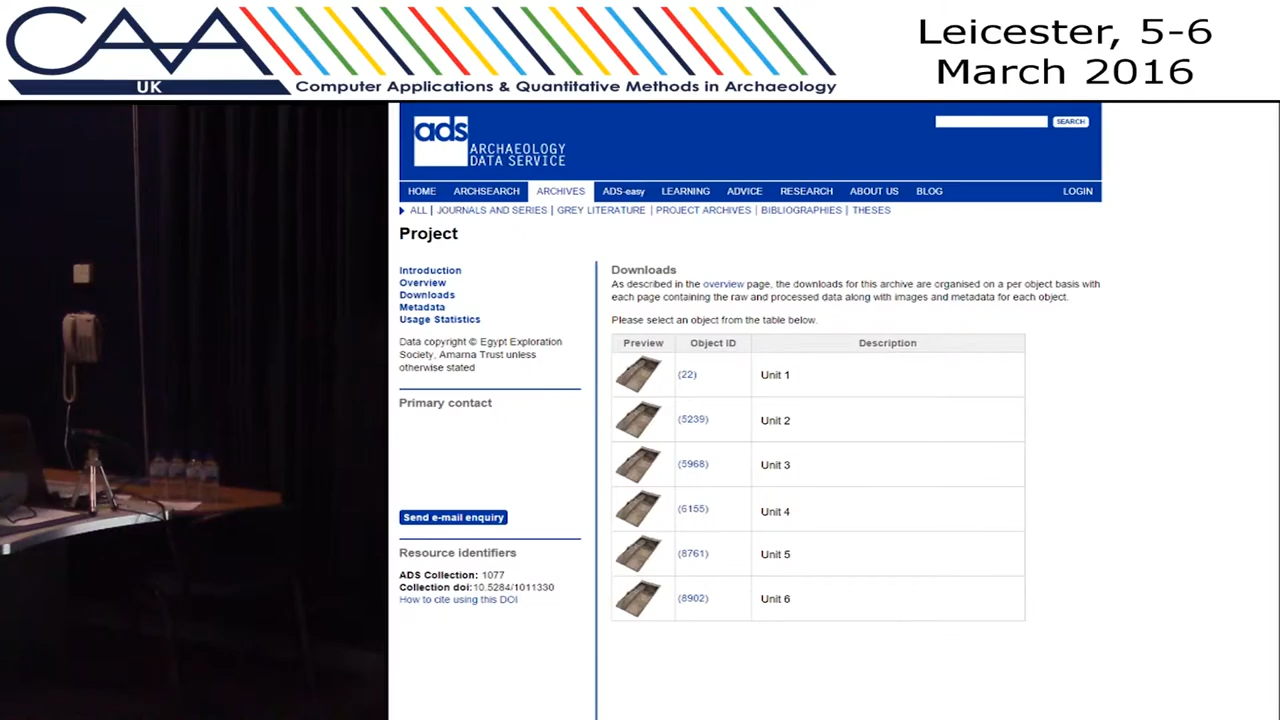 CAA
UK
Computer Applications & Quantitative Methods in Archaeology
Leicester, 5-6
March 2016
ads
ARCHAEOLOGY
DATA SERVICE
SEARCH
HOME ARCHSEARCH ARCHIVES ADS-easy LEARNING ADVICE RESEARCH ABOUT US BLOG LOGIN
ALL | JOURNALS AND SERIES | GREY LITERATURE | PROJECT ARCHIVES | BIBLIOGRAPHIES | THESES
Project
Introduction
Overview
Downloads
Metadata
Usage Statistics
Data copyright © Egypt Exploration
Society, Amarna Trust unless
otherwise stated
Primary contact
Send e-mail enquiry
Resource identifiers
ADS Collection: 1077
Collection doi:10.5284/1011330
How to cite using this DOI
Downloads
As described in the overview page, the downloads for this archive are organised on a per object basis with
each page containing the raw and processed data along with images and metadata for each object.
Please select an object from the table below.
Preview Object ID Description
(22) Unit 1
(5239) Unit 2
(5968) Unit 3
(6155) Unit 4
(8761) Unit 5
(8902) Unit 6